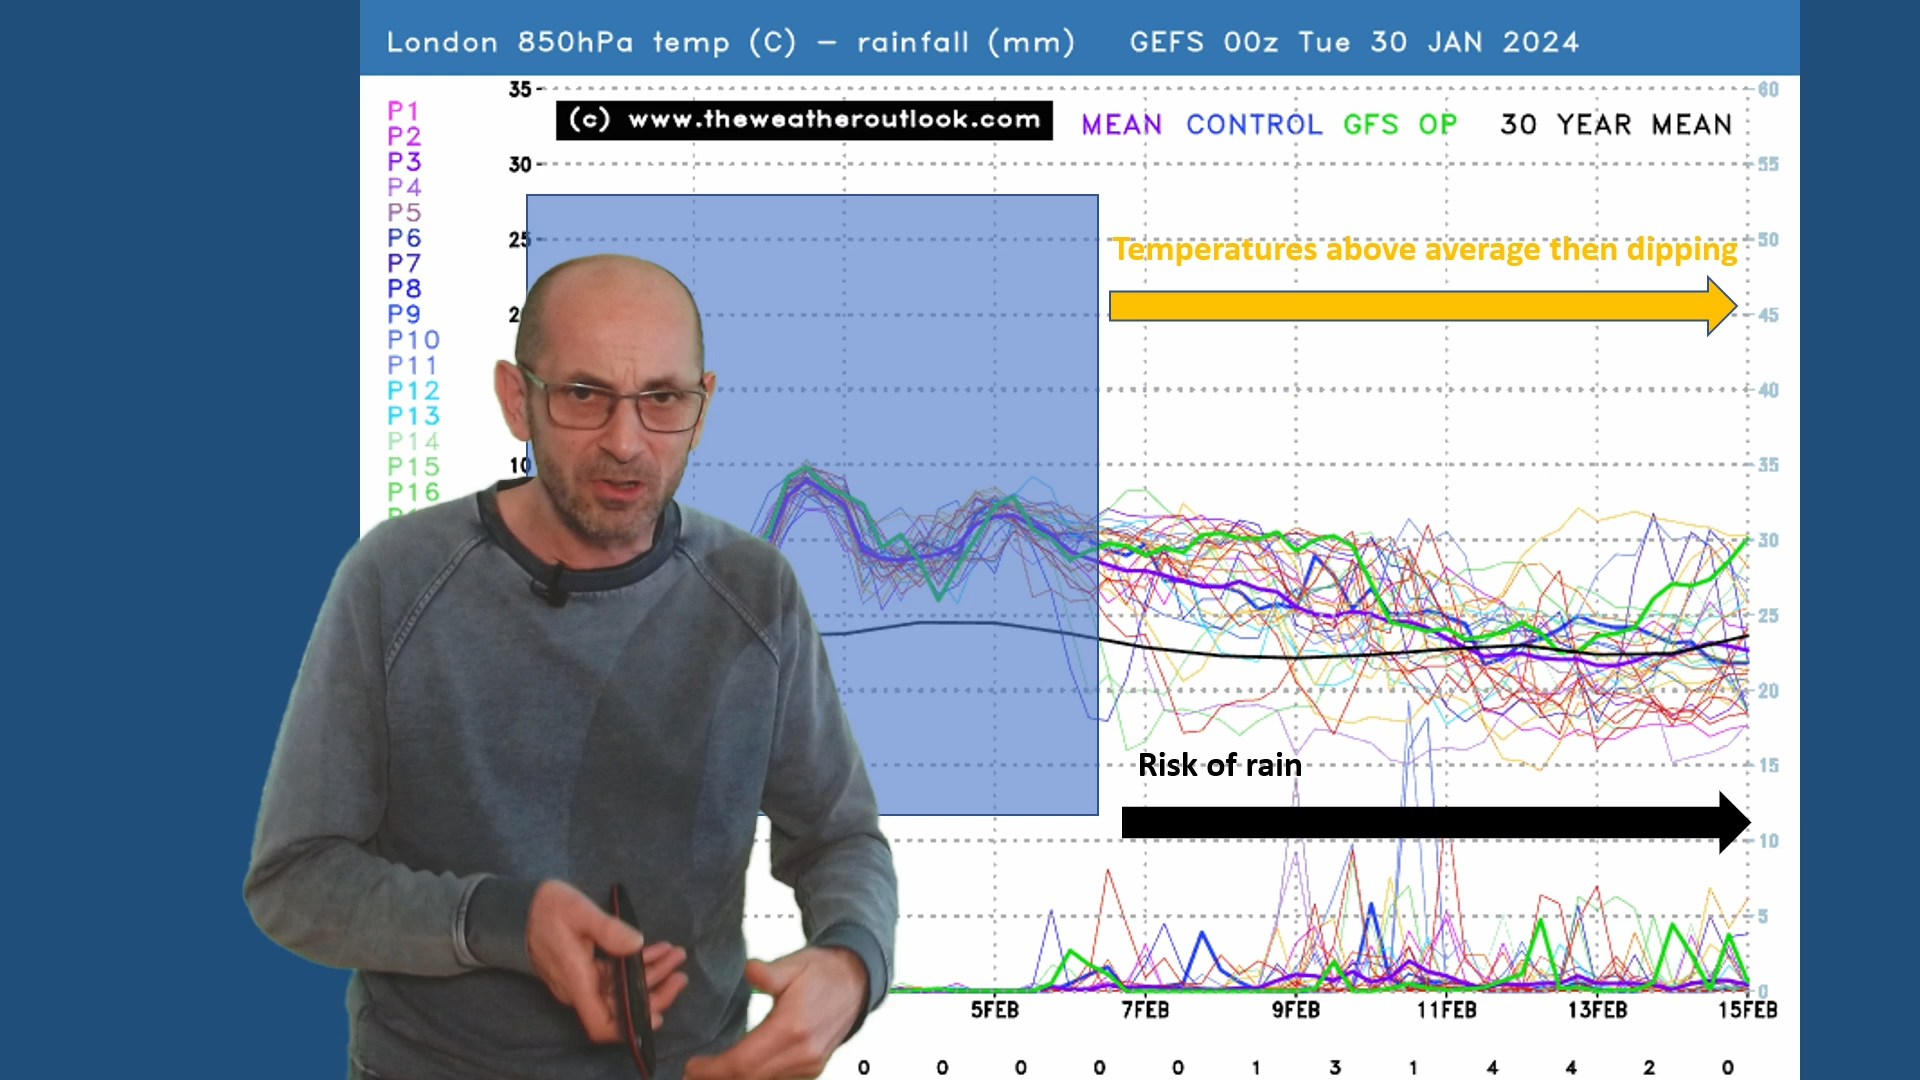 London 850hPa temp (C) – rainfall (mm) GEFS 00z Tue 30 JAN 2024
35 60
(c) www.theweatheroutlook.com MEAN CONTROL GFS OP 30 YEAR MEAN
P1
P2
P3
30 55
P4
P5
P6
25 50
Temperatures above average then dipping
P7
P8
P9
45
P10
P11
P12
40
P13
P14
P15
10 35
P16
30
25
20
Risk of rain
15
10
5
0
5FEB 7FEB 9FEB 11FEB 13FEB 15FEB
0 0 0 0 0 1 3 1 4 4 2 0